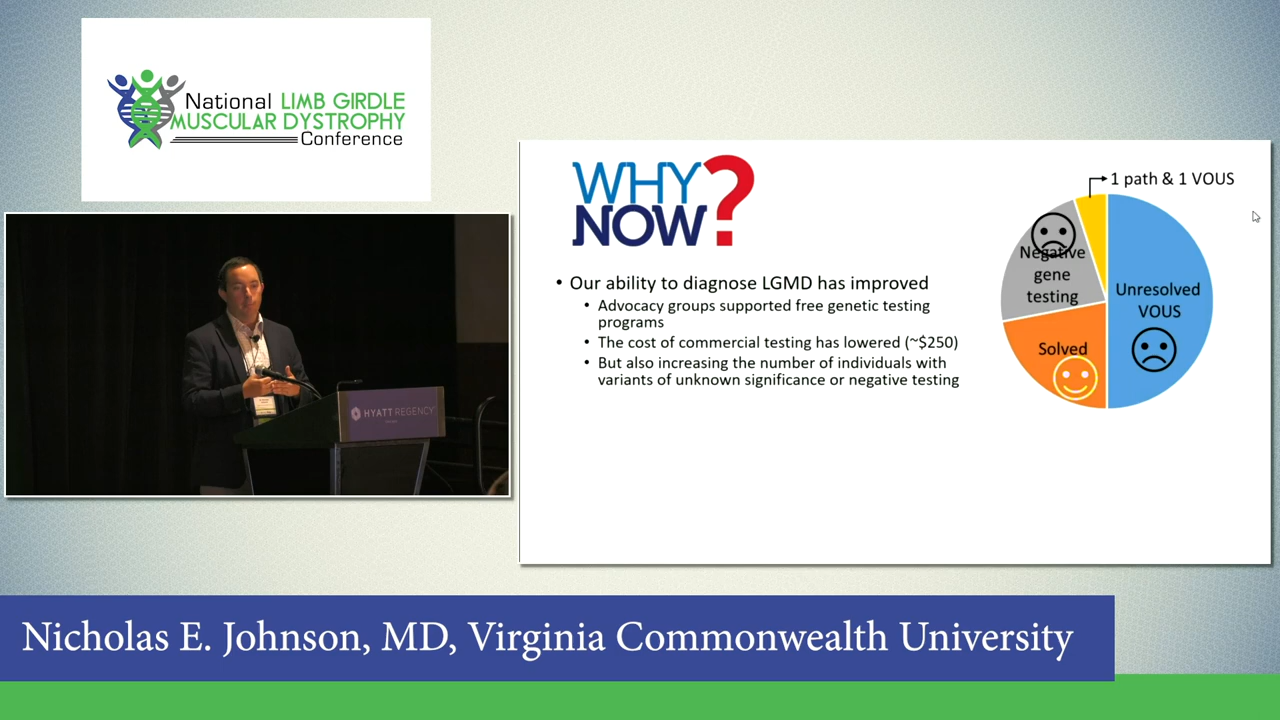 National LIMB GIRDLE
MUSCULAR DYSTROPHY
Conference
WHY
NOW?
• Our ability to diagnose LGMD has improved
• Advocacy groups supported free genetic testing
programs
• The cost of commercial testing has lowered (~$250)
• But also increasing the number of individuals with
variants of unknown significance or negative testing
1 path & 1 VOUS
Negative
gene
testing
Unresolved
VOUS
Solved
HYATT REGENCY
Nicholas E. Johnson, MD, Virginia Commonwealth University